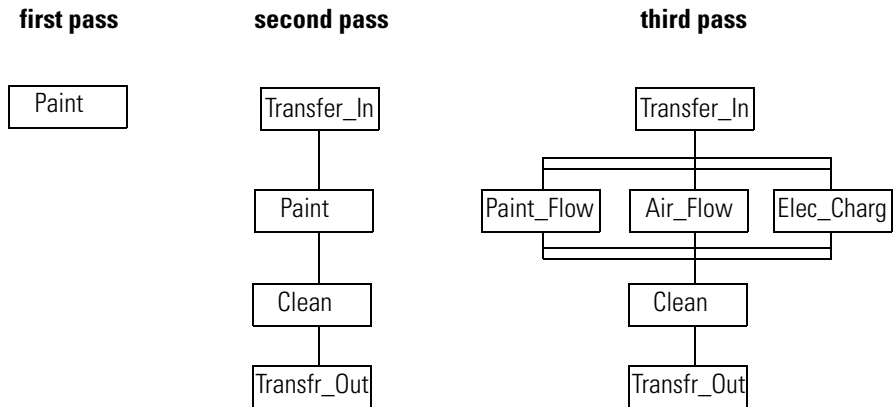 first pass second pass third pass
Paint Transfer_In Transfer_In
Paint Paint_Flow Air_Flow Elec_Charg
Clean Clean
Transfr_Out Transfr_Out